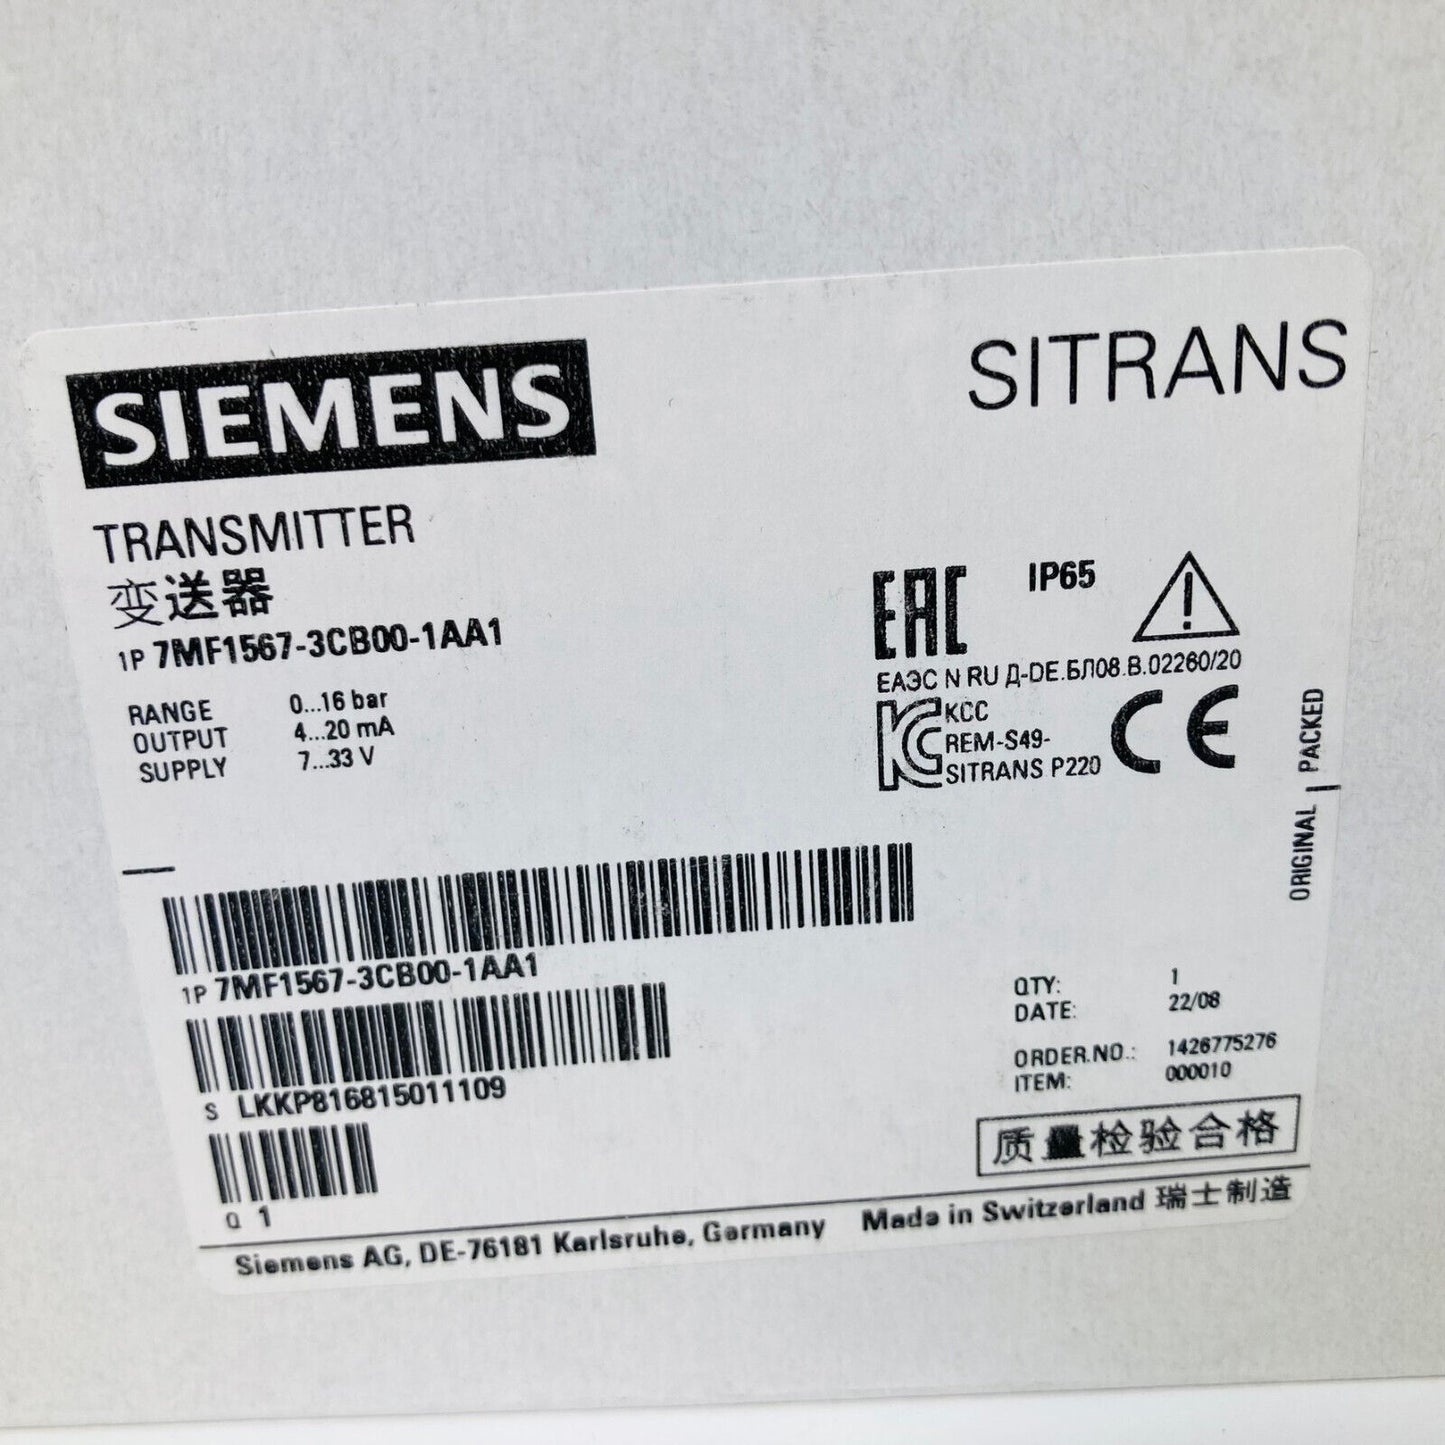 SIEMENS
SITRANS
TRANSMITTER
变送器
1P 7MF1567-3CB00-1AA1
RANGE 0...16 bar
OUTPUT 4...20 mA
SUPPLY 7...33 V
EAC IP65
ЕАЭС N RU Д-DE.БЛ08.В.02260/20
KCC
REM-S49-
SITRANS P220
CE
ORIGINAL | PACKED
1P 7MF1567-3CB00-1AA1
S LKKP816815011109
Q 1
QTY: 1
DATE: 22/08
ORDER.NO.: 1426775276
ITEM: 000010
质量检验合格
Siemens AG, DE-76181 Karlsruhe, Germany Made in Switzerland 瑞士制造